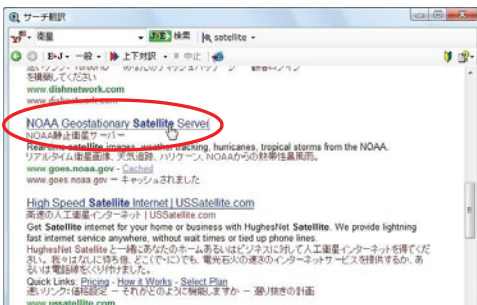 サーチ翻訳
衛星 検索 satellite
E•J 一般 上下対訳 中止
を構築してください
www.dishnetwork.com
www.dishnetwork.com
NOAA Geostationary Satellite Server
NOAA静止衛星サーバー
Real-time satellite images, weather tracking, hurricanes, tropical storms from the NOAA.
リアルタイム衛星画像、天気追跡、ハリケーン、NOAAからの熱帯性暴風雨。
www.goes.noaa.gov - Cached
www.goes.noaa.gov ー キャッシュされました
High Speed Satellite Internet | USSatellite.com
高速の人工衛星インターネット | USSatellite.com
Get Satellite internet for your home or business with HughesNet Satellite. We provide lightning
fast internet service anywhere, without wait times or tied up phone lines.
HughesNet Satellite と一緒にあなたのホームあるいはビジネスに対して人工衛星インターネットを得てくだ
さい。我々はなしに待ち倍、どこ(で・に)でも、電光石火の速さのインターネットサービスを提供するか、あ
るいは電話線をくくり付けました。
Quick Links: Pricing - How it Works - Select Plan
速いリンク:価格設定 ー それがどのように機能しますか ー 選り抜きの計画
www.ussatellite.com